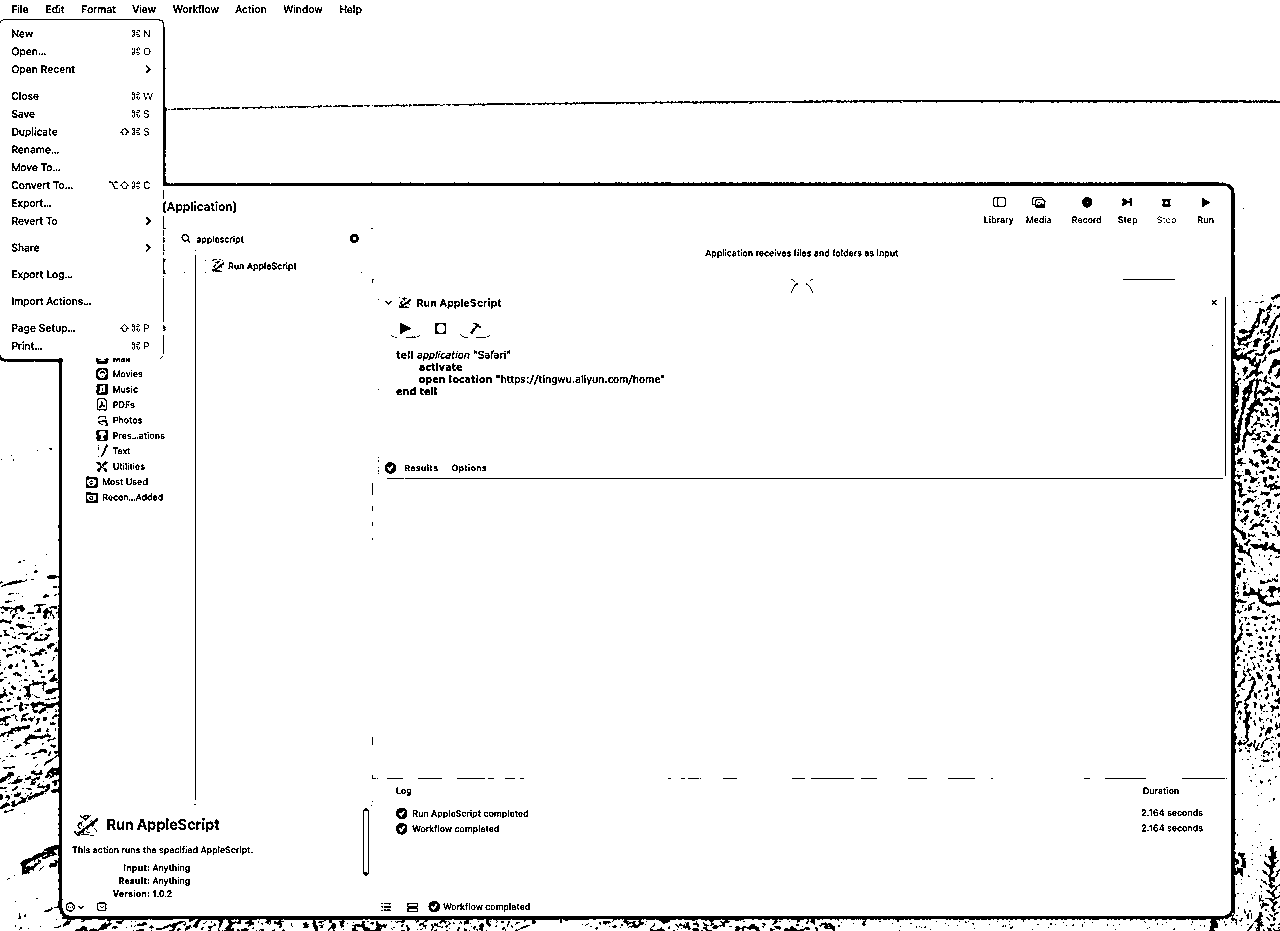 File Edit Format View Workflow Action Window Help
New ⌘ N
Open... ⌘ O
Open Recent
Close ⌘ W
Save ⌘ S
Duplicate ⇧ ⌘ S
Rename...
Move To...
Convert To... ⌥ ⇧ ⌘ C
Export...
Revert To
Share
Export Log...
Import Actions...
Page Setup... ⇧ ⌘ P
Print... ⌘ P
(Application)
Library Media Record Step Stop Run
applescript
Run AppleScript
Mail
Movies
Music
PDFs
Photos
Pres...ations
Text
Utilities
Most Used
Recen...Added
Application receives files and folders as input
Run AppleScript
tell application "Safari"
activate
open location "https://tingwu.aliyun.com/home"
end tell
Results Options
Log Duration
Run AppleScript completed 2.164 seconds
Workflow completed 2.164 seconds
Run AppleScript
This action runs the specified AppleScript.
Input: Anything
Result: Anything
Version: 1.0.2
Workflow completed